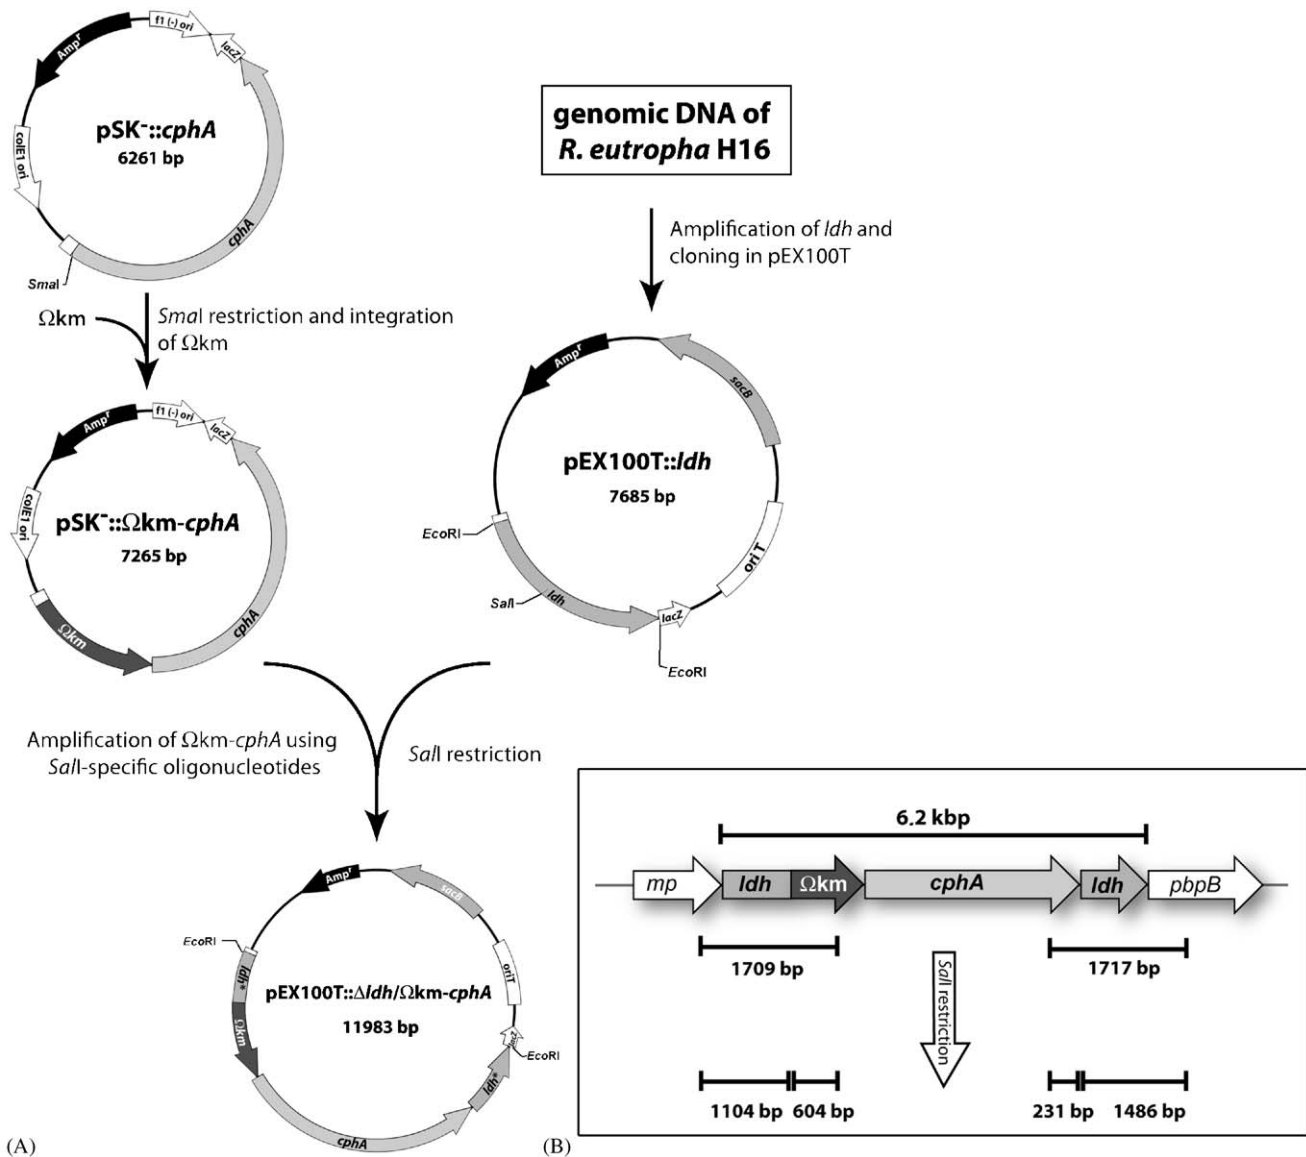 Ampʳ
f1 (-) ori
lacZ
pSK⁻::cphA
6261 bp
colE1 ori
cphA
SmaI
Ωkm
SmaI restriction and integration
of Ωkm
genomic DNA of
R. eutropha H16
Amplification of ldh and
cloning in pEX100T
Ampʳ
f1 (-) ori
lacZ
colE1 ori
pSK⁻::Ωkm-cphA
7265 bp
Ωkm
cphA
Ampʳ
sacB
pEX100T::ldh
7685 bp
EcoRI
SalI
ldh
lacZ
ori T
EcoRI
Amplification of Ωkm-cphA using
SalI-specific oligonucleotides
SalI restriction
Ampʳ
sacB
EcoRI
ldh*
oriT
pEX100T::Δldh/Ωkm-cphA
11983 bp
Ωkm
lacZ
EcoRI
ldh*
cphA
(A)
6.2 kbp
mp
ldh
Ωkm
cphA
ldh
pbpB
1709 bp
1717 bp
SalI restriction
1104 bp
604 bp
231 bp
1486 bp
(B)